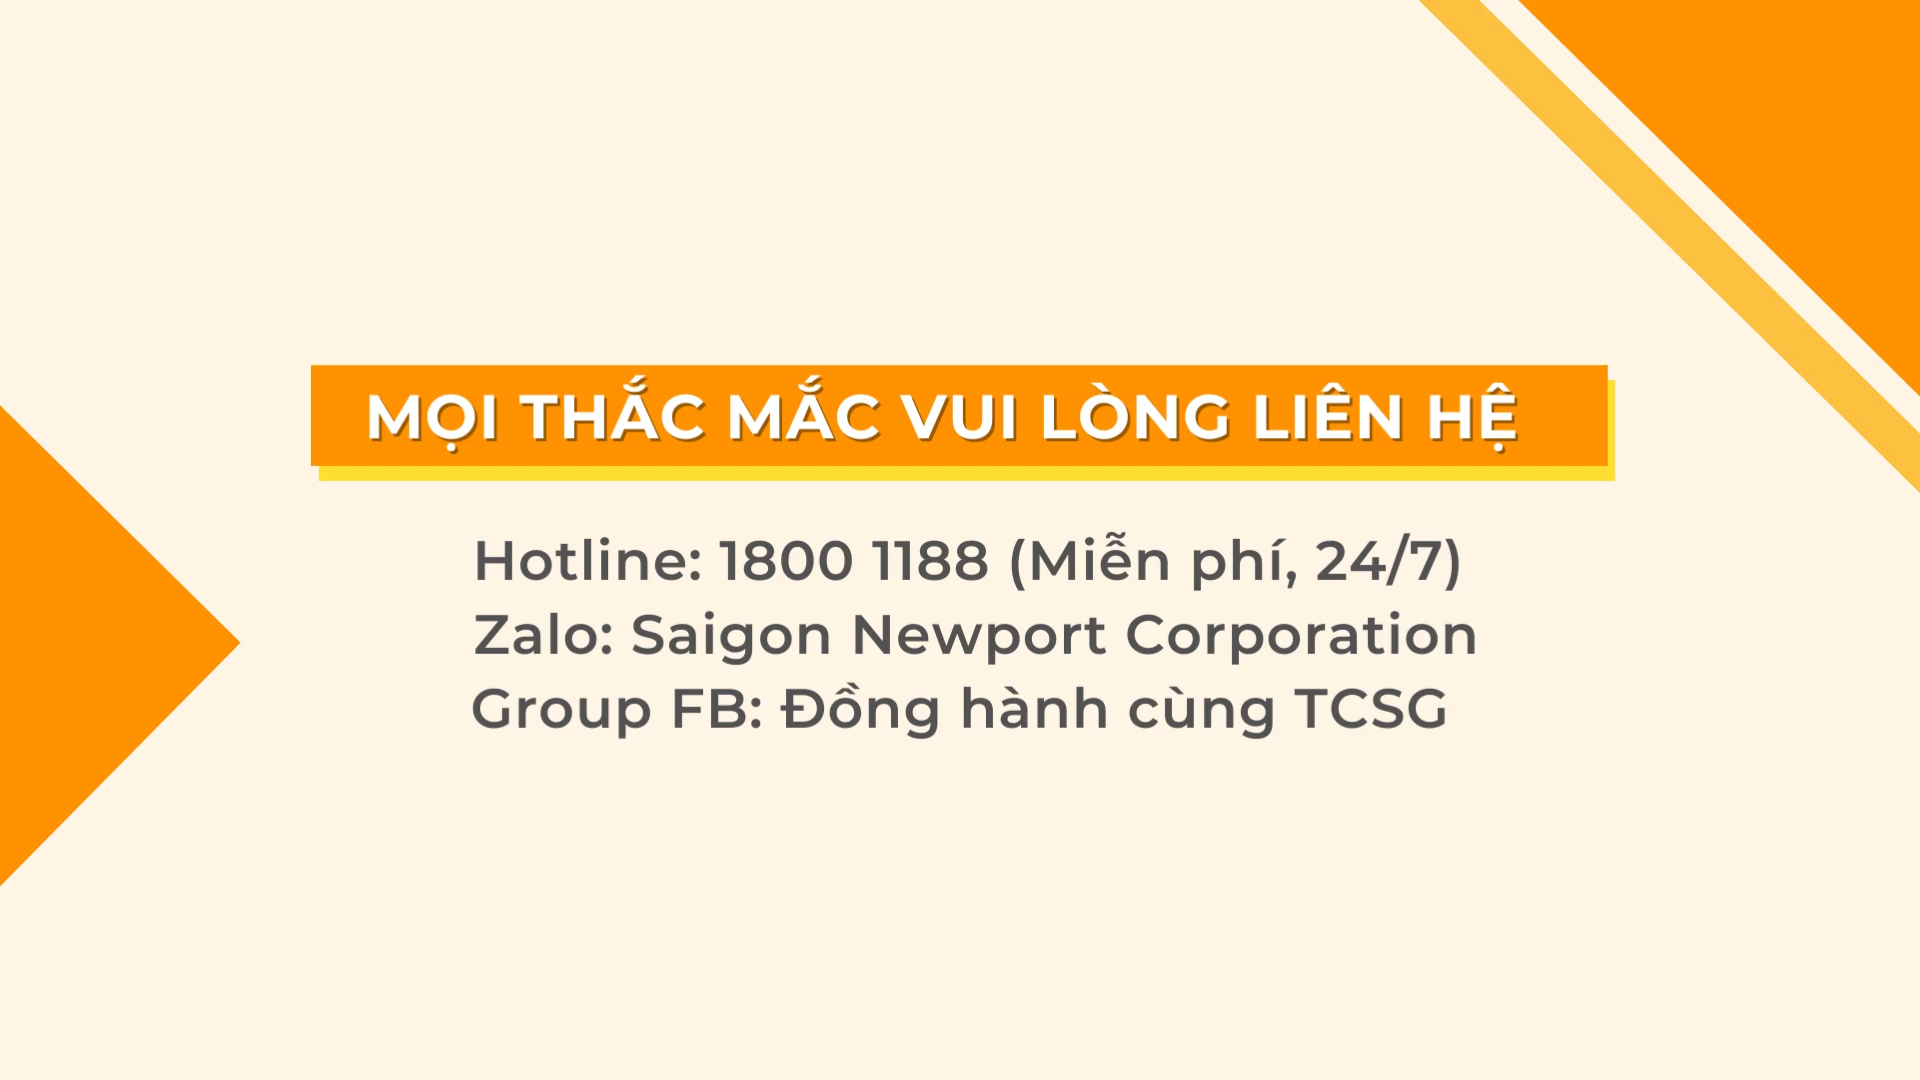 MỌI THẮC MẮC VUI LÒNG LIÊN HỆ
Hotline: 1800 1188 (Miễn phí, 24/7)
Zalo: Saigon Newport Corporation
Group FB: Đồng hành cùng TCSG